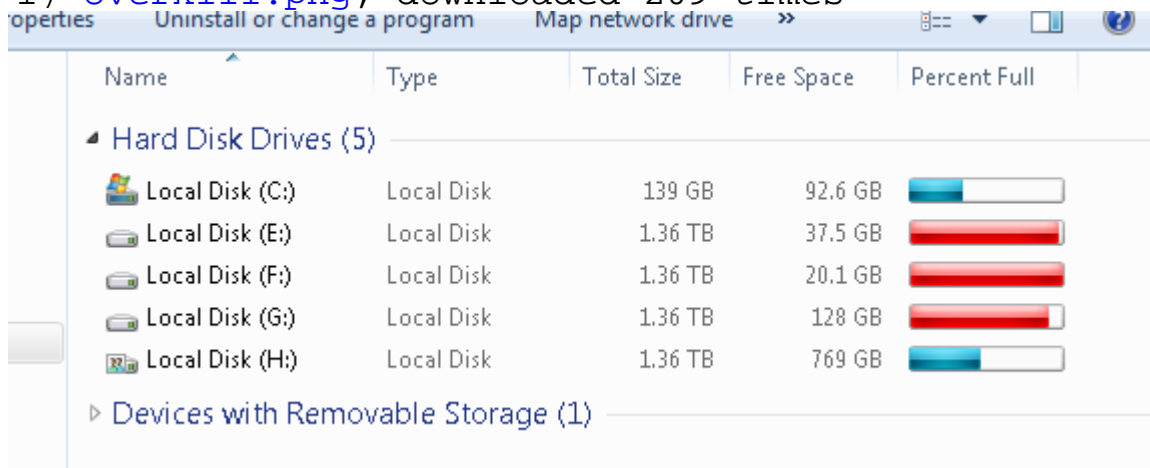 1) overkill.png, downloaded 209 times
roperties Uninstall or change a program Map network drive »
Name Type Total Size Free Space Percent Full
Hard Disk Drives (5)
Local Disk (C:) Local Disk 139 GB 92.6 GB
Local Disk (E:) Local Disk 1.36 TB 37.5 GB
Local Disk (F:) Local Disk 1.36 TB 20.1 GB
Local Disk (G:) Local Disk 1.36 TB 128 GB
Local Disk (H:) Local Disk 1.36 TB 769 GB
Devices with Removable Storage (1)